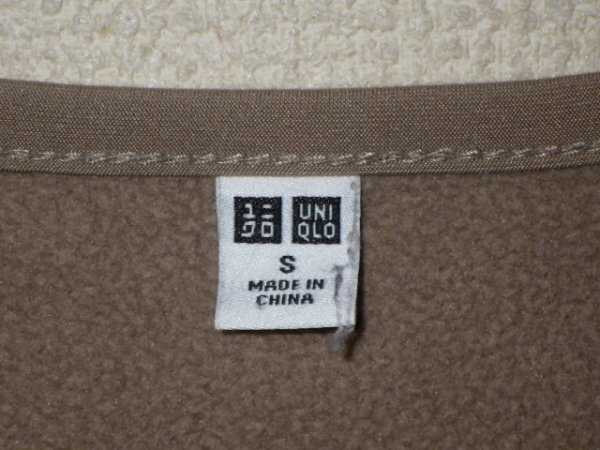 ユニ UNI
クロ QLO
S
MADE IN
CHINA